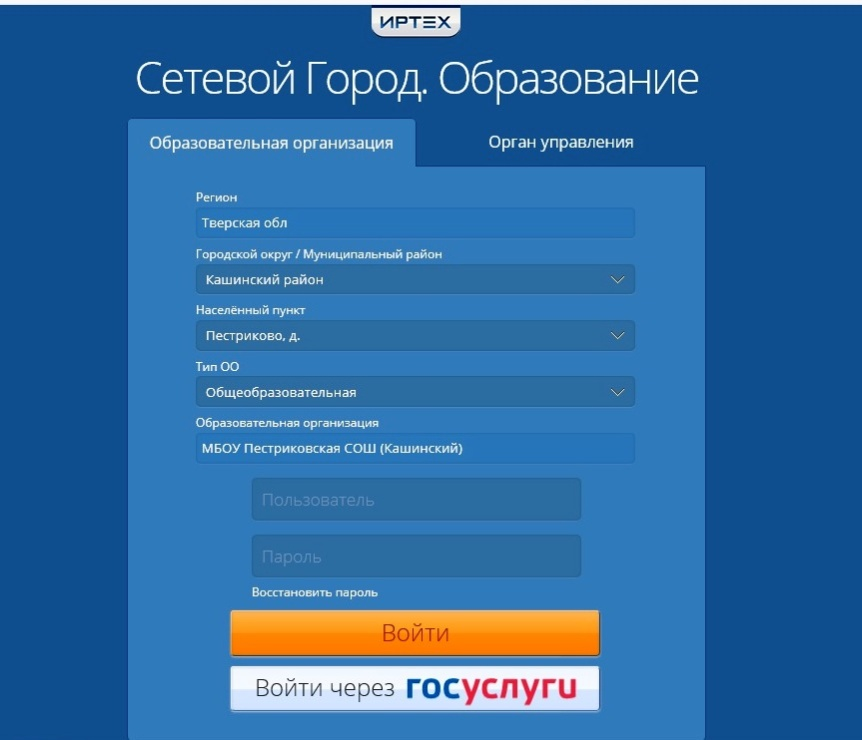 ИРТЕХ
Сетевой Город. Образование
Образовательная организация
Орган управления
Регион
Тверская обл
Городской округ / Муниципальный район
Кашинский район
Населённый пункт
Пестриково, д.
Тип ОО
Общеобразовательная
Образовательная организация
МБОУ Пестриковская СОШ (Кашинский)
Пользователь
Пароль
Восстановить пароль
Войти
Войти через госуслуги